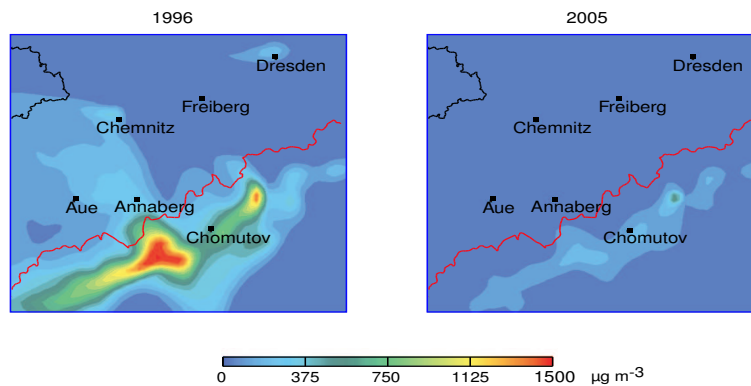 1996
2005
Dresden
Freiberg
Chemnitz
Aue
Annaberg
Chomutov
Dresden
Freiberg
Chemnitz
Aue
Annaberg
Chomutov
0 375 750 1125 1500 µg m⁻³